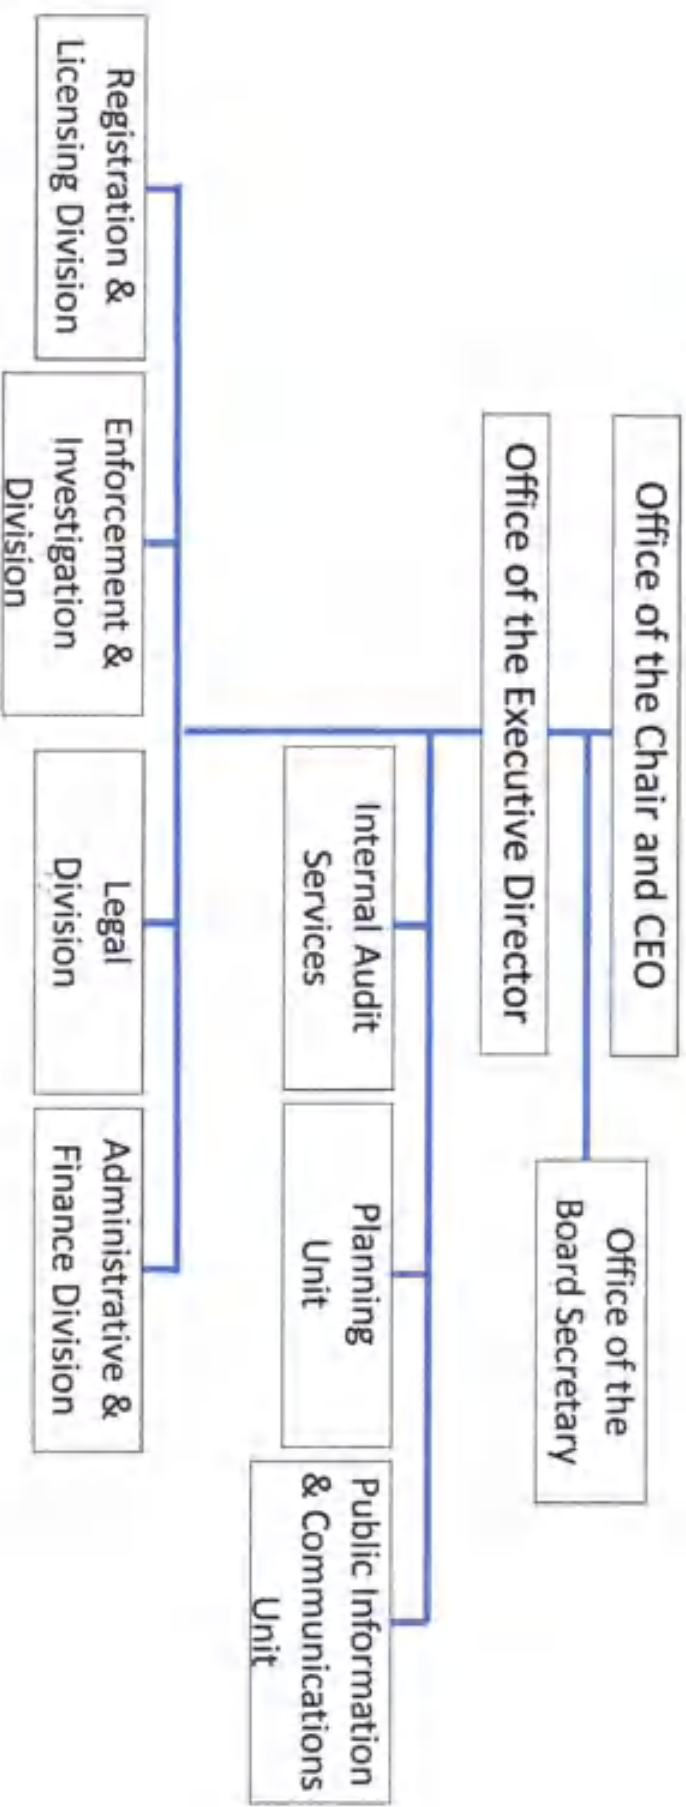 Office of the Chair and CEO
Office of the
Board Secretary
Office of the Executive Director
Internal Audit
Services
Planning
Unit
Public Information
& Communications
Unit
Registration &
Licensing Division
Enforcement &
Investigation
Division
Legal
Division
Administrative &
Finance Division